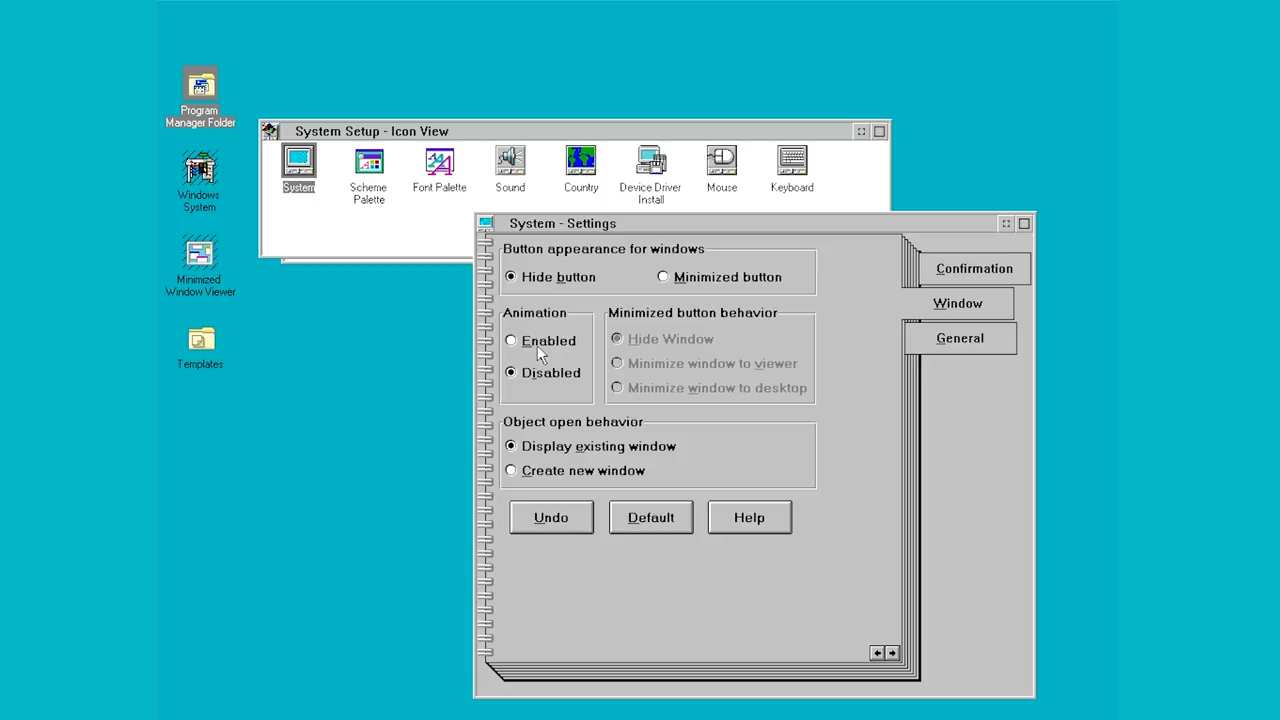 Program
Manager Folder
Windows
System
Minimized
Window Viewer
Templates
System Setup - Icon View
System
Scheme
Palette
Font Palette
Sound
Country
Device Driver
Install
Mouse
Keyboard
System - Settings
Button appearance for windows
Hide button
Minimized button
Animation
Enabled
Disabled
Minimized button behavior
Hide Window
Minimize window to viewer
Minimize window to desktop
Object open behavior
Display existing window
Create new window
Undo
Default
Help
Confirmation
Window
General